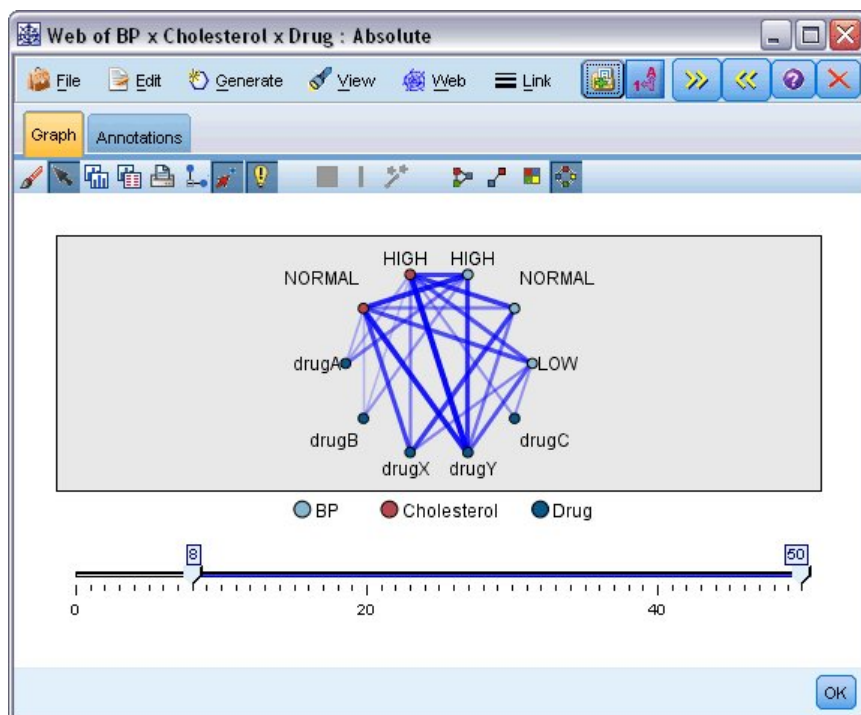 Web of BP x Cholesterol x Drug : Absolute
File Edit Generate View Web Link
Graph Annotations
HIGH HIGH
NORMAL NORMAL
drugA LOW
drugB drugC
drugX drugY
BP Cholesterol Drug
8 50
0 20 40
OK